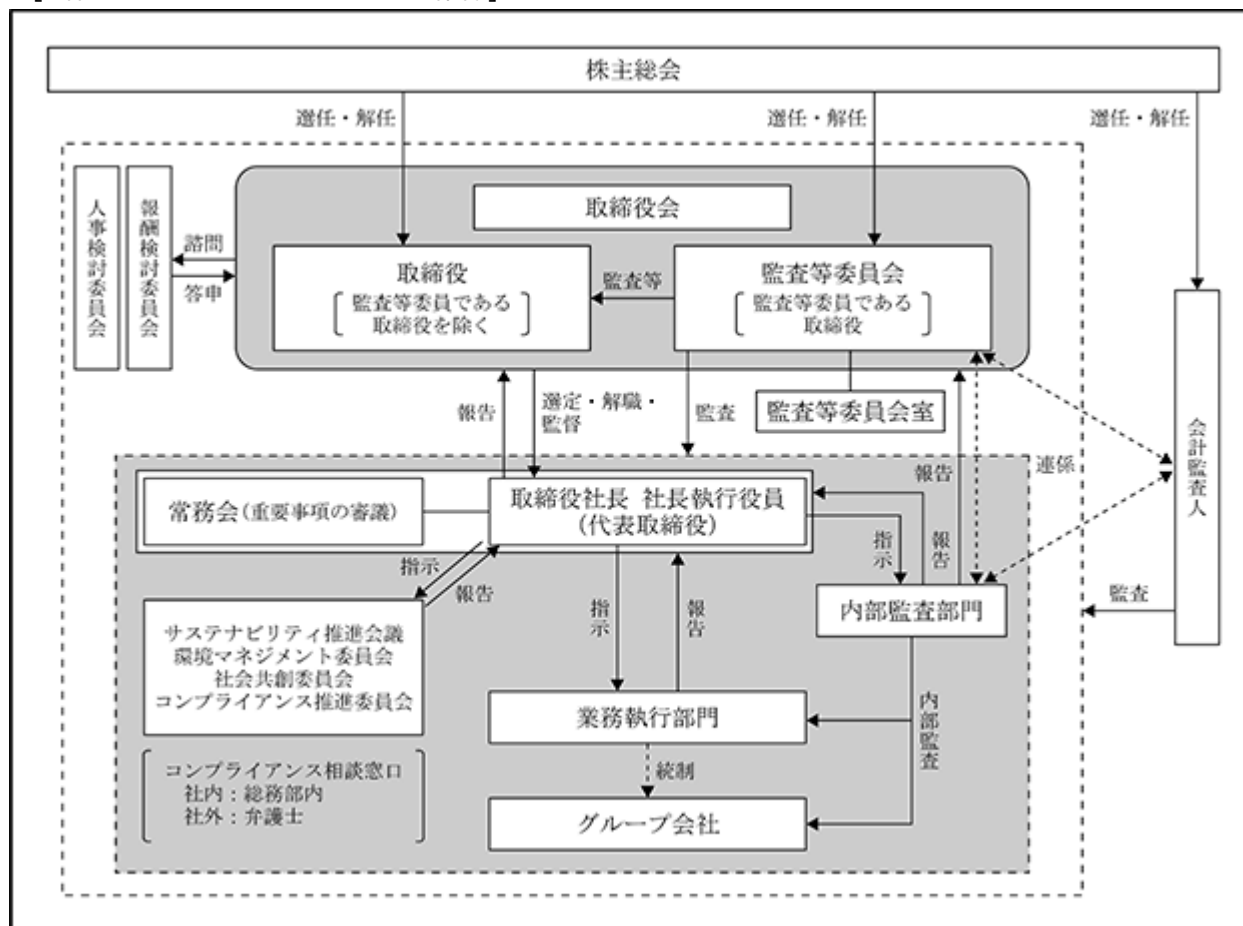 株主総会
選任・解任
選任・解任
選任・解任
人事検討委員会
報酬検討委員会
諮問
答申
取締役会
取締役
監査等委員である
取締役を除く
監査等
監査等委員会
監査等委員である
取締役
報告
選定・解職・
監督
監査
監査等委員会室
連係
会計監査人
常務会(重要事項の審議)
取締役社長 社長執行役員
(代表取締役)
報告
指示
報告
内部監査部門
監査
指示
報告
指示
報告
サステナビリティ推進会議
環境マネジメント委員会
社会共創委員会
コンプライアンス推進委員会
業務執行部門
内部監査
コンプライアンス相談窓口
社内：総務部内
社外：弁護士
統制
グループ会社